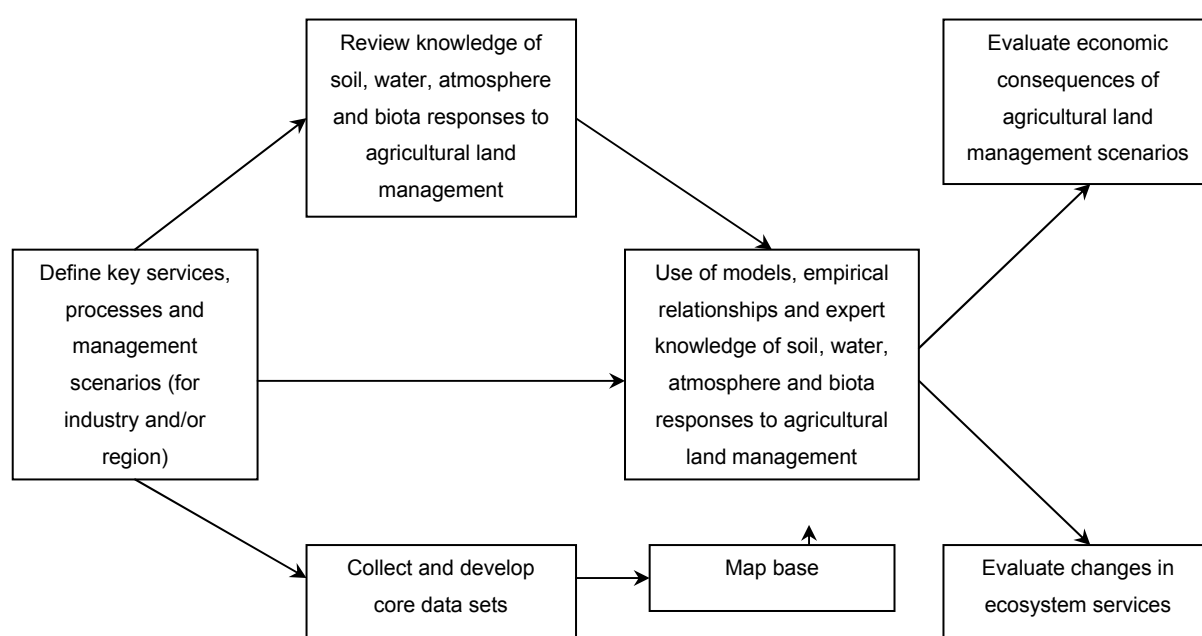 Review knowledge of
soil, water, atmosphere
and biota responses to
agricultural land
management
Evaluate economic
consequences of
agricultural land
management scenarios
Define key services,
processes and
management
scenarios (for
industry and/or
region)
Use of models, empirical
relationships and expert
knowledge of soil, water,
atmosphere and biota
responses to agricultural
land management
Collect and develop
core data sets
Map base
Evaluate changes in
ecosystem services